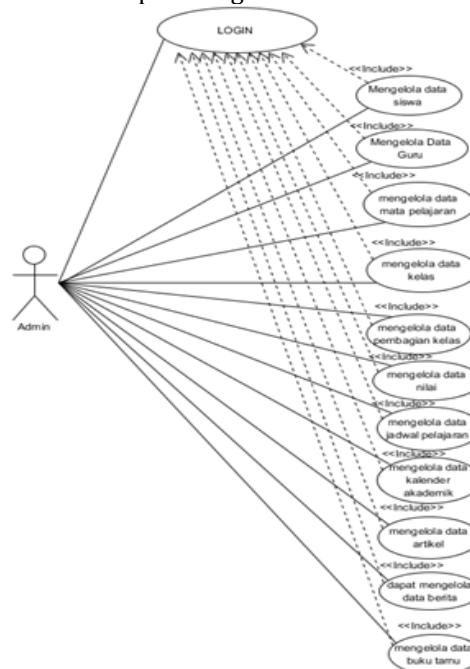 LOGIN
<<Include>>
Mengelola data
siswa
<<Include>>
Mengelola Data
Guru
<<Include>>
mengelola data
mata pelajaran
<<Include>>
mengelola data
kelas
Admin
<<Include>>
mengelola data
pembagian kelas
<<Include>>
mengelola data
nilai
<<Include>>
mengelola data
jadwal pelajaran
<<Include>>
mengelola data
kalender
akademik
<<Include>>
mengelola data
artikel
<<Include>>
dapat mengelola
data berita
<<Include>>
mengelola data
buku tamu